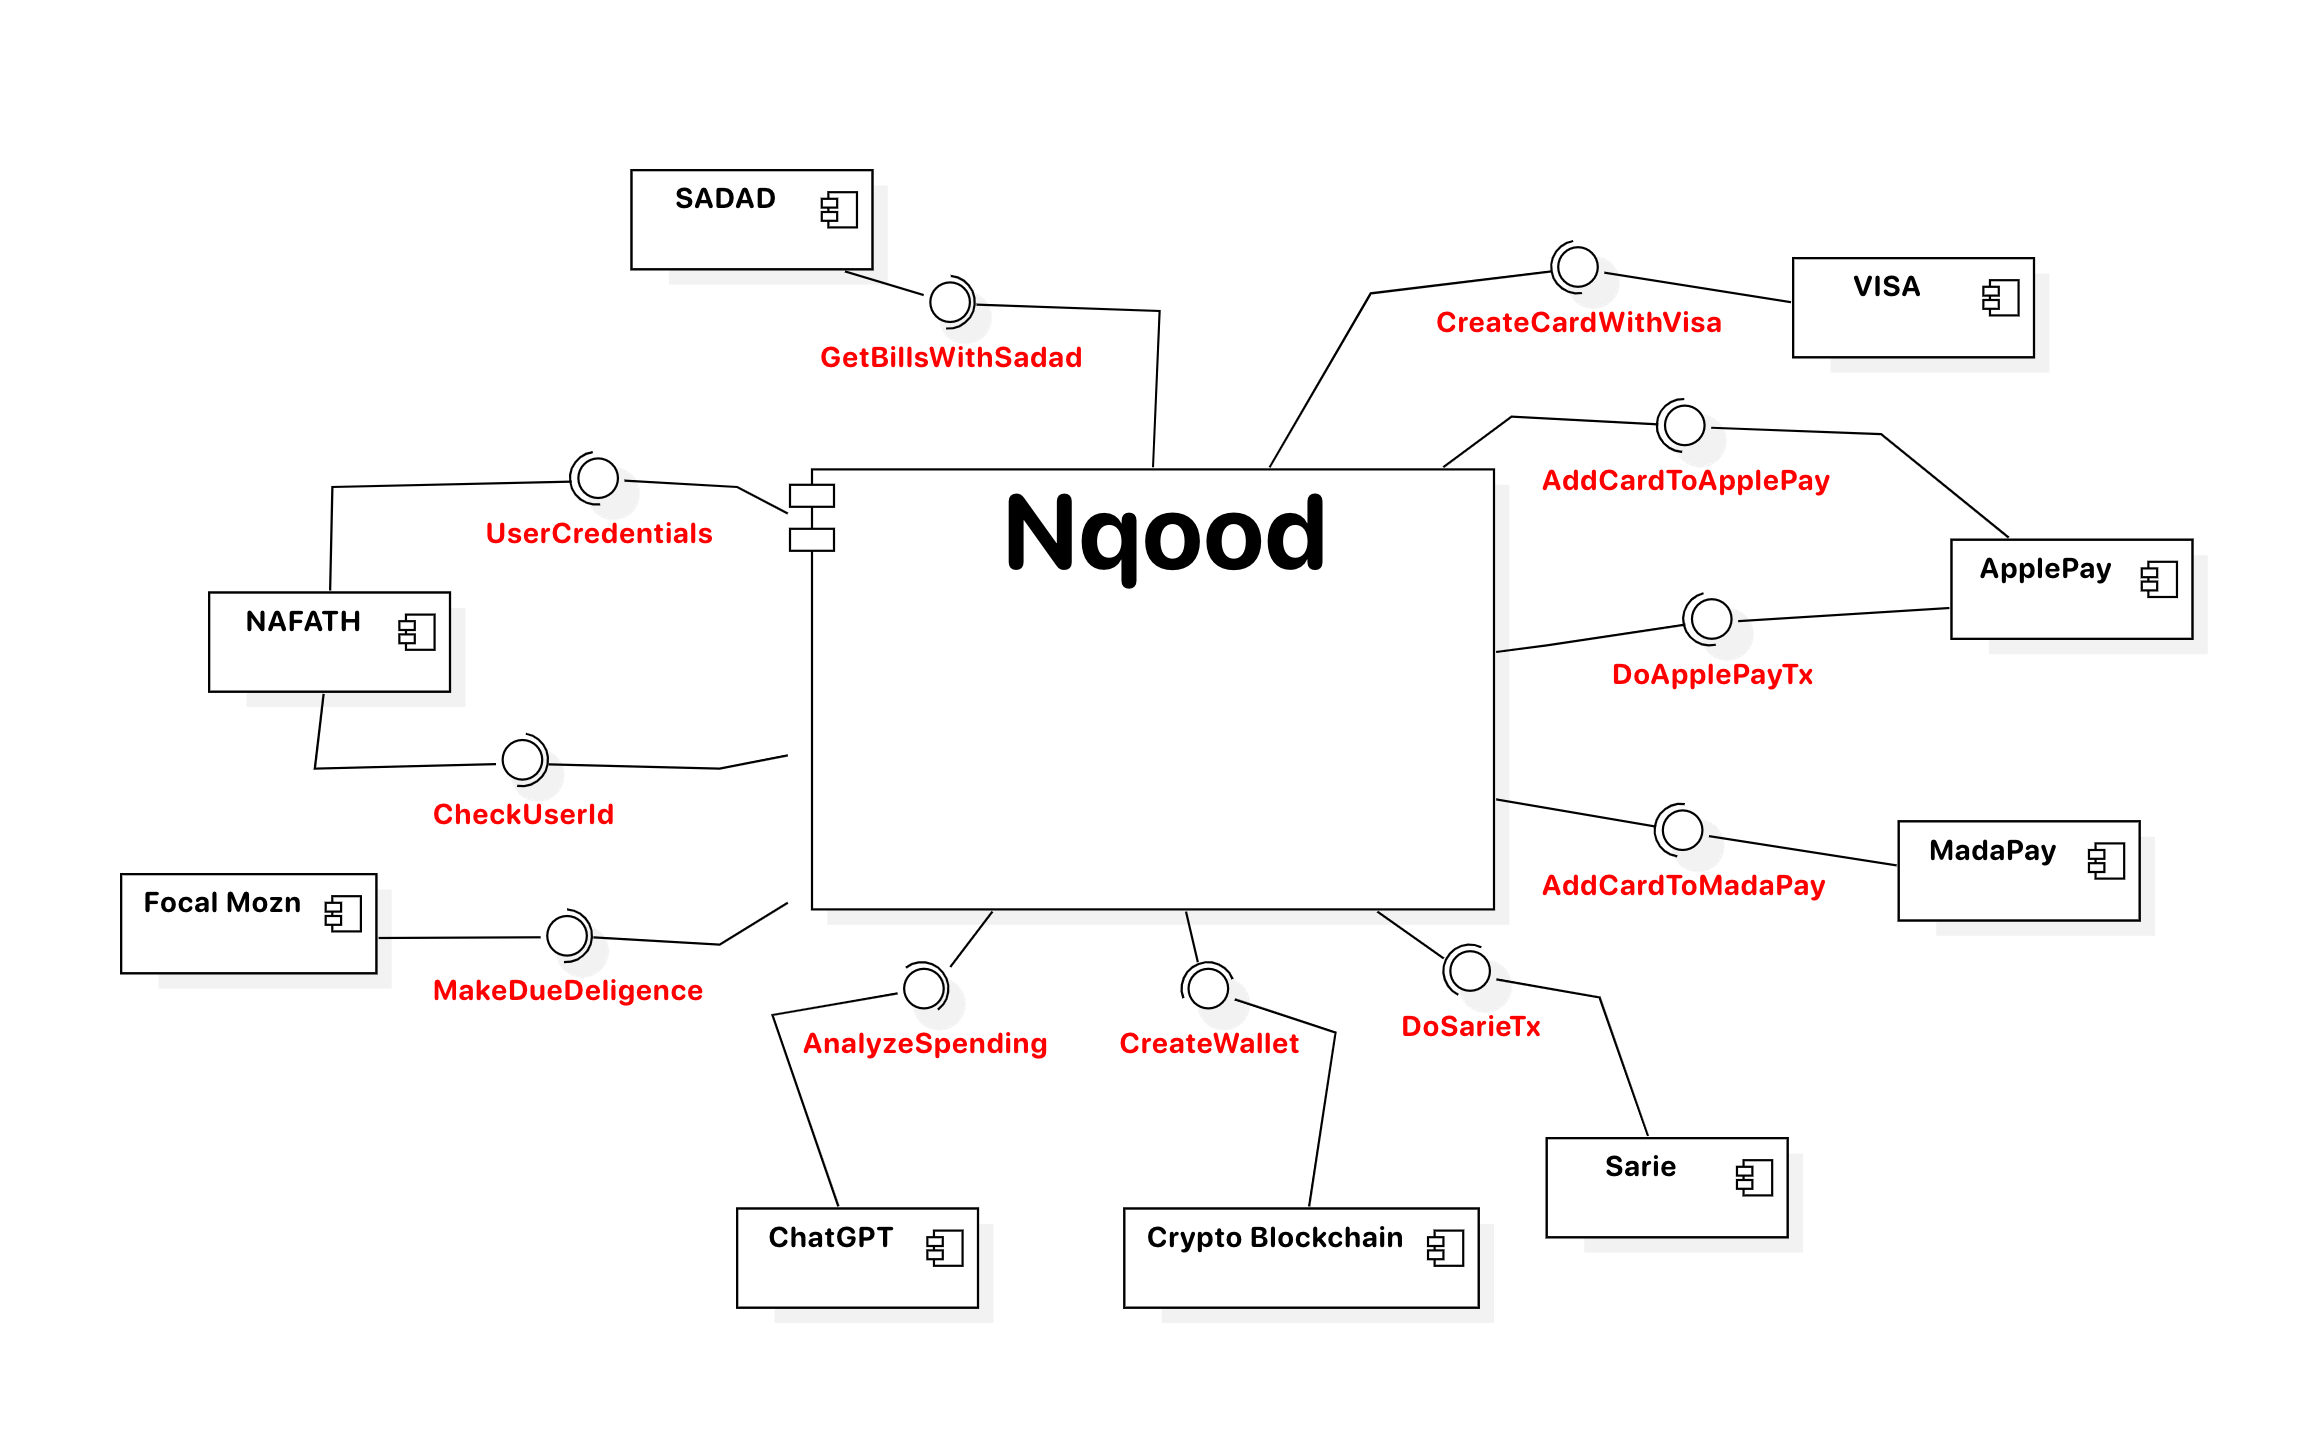 SADAD
VISA
CreateCardWithVisa
GetBillsWithSadad
AddCardToApplePay
UserCredentials
Nqood
ApplePay
NAFATH
DoApplePayTx
CheckUserId
MadaPay
AddCardToMadaPay
Focal Mozn
MakeDueDeligence
DoSarieTx
AnalyzeSpending
CreateWallet
Sarie
ChatGPT
Crypto Blockchain